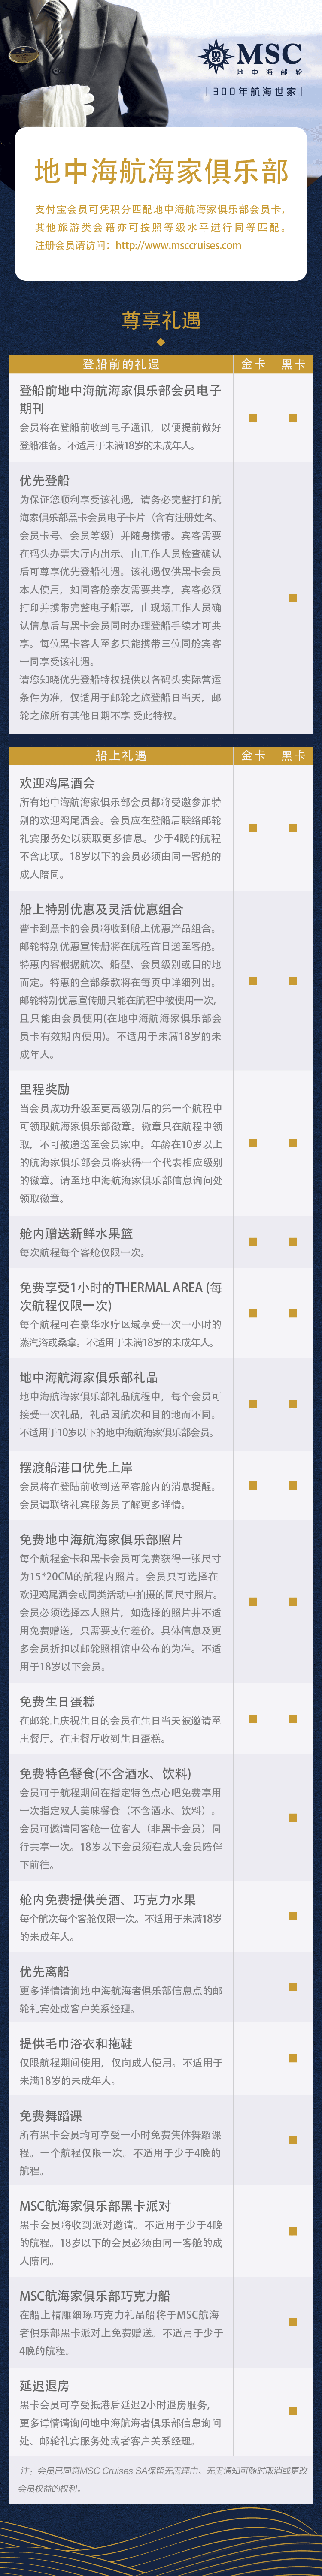 MSC
地中海邮轮
300年航海世家
地中海航海家俱乐部
支付宝会员可凭积分匹配地中海航海家俱乐部会员卡，
其他旅游类会籍亦可按照等级水平进行同等匹配。
注册会员请访问：http://www.msccruises.com
尊享礼遇
登船前的礼遇 金卡 黑卡
登船前地中海航海家俱乐部会员电子
期刊
会员将在登船前收到电子通讯，以便提前做好
登船准备。不适用于未满18岁的未成年人。
优先登船
为保证您顺利享受该礼遇，请务必完整打印航
海家俱乐部黑卡会员电子卡片（含有注册姓名、
会员卡号、会员等级）并随身携带。宾客需要
在码头办票大厅内出示、由工作人员检查确认
后可尊享优先登船礼遇。该礼遇仅供黑卡会员
本人使用，如同客舱亲友需要共享，宾客必须
打印并携带完整电子船票，由现场工作人员确
认信息后与黑卡会员同时办理登船手续才可共
享。每位黑卡客人至多只能携带三位同舱宾客
一同享受该礼遇。
请您知晓优先登船特权提供以各码头实际营运
条件为准，仅适用于邮轮之旅登船日当天，邮
轮之旅所有其他日期不享 受此特权。
船上礼遇 金卡 黑卡
欢迎鸡尾酒会
所有地中海航海家俱乐部会员都将受邀参加特
别的欢迎鸡尾酒会。会员应在登船后联络邮轮
礼宾服务处以获取更多信息。少于4晚的航程
不含此项。18岁以下的会员必须由同一客舱的
成人陪同。
船上特别优惠及灵活优惠组合
普卡到黑卡的会员将收到船上优惠产品组合。
邮轮特别优惠宣传册将在航程首日送至客舱。
特惠内容根据航次、船型、会员级别或目的地
而定。特惠的全部条款将在每页中详细列出。
邮轮特别优惠宣传册只能在航程中被使用一次，
且只能由会员使用(在地中海航海家俱乐部会
员卡有效期内使用)。不适用于未满18岁的未
成年人。
里程奖励
当会员成功升级至更高级别后的第一个航程中
可领取航海家俱乐部徽章。徽章只在航程中领
取，不可被递送至会员家中。年龄在10岁以上
的航海家俱乐部会员将获得一个代表相应级别
的徽章。请至地中海航海家俱乐部信息询问处
领取徽章。
舱内赠送新鲜水果篮
每次航程每个客舱仅限一次。
免费享受1小时的THERMAL AREA (每
次航程仅限一次)
每个航程可在豪华水疗区域享受一次一小时的
蒸汽浴或桑拿。不适用于未满18岁的未成年人。
地中海航海家俱乐部礼品
地中海航海家俱乐部礼品航程中，每个会员可
接受一次礼品，礼品因航次和目的地而不同。
不适用于10岁以下的地中海航海家俱乐部会员。
摆渡船港口优先上岸
会员将在登陆前收到送至客舱内的消息提醒。
会员请联络礼宾服务员了解更多详情。
免费地中海航海家俱乐部照片
每个航程金卡和黑卡会员可免费获得一张尺寸
为15*20CM的航程内照片。会员只可选择在
欢迎鸡尾酒会或同类活动中拍摄的同尺寸照片。
会员必须选择本人照片，如选择的照片并不适
用免费赠送，只需要支付差价。具体信息及更
多会员折扣以邮轮照相馆中公布的为准。不适
用于18岁以下会员。
免费生日蛋糕
在邮轮上庆祝生日的会员在生日当天被邀请至
主餐厅。在主餐厅收到生日蛋糕。
免费特色餐食(不含酒水、饮料)
会员可于航程期间在指定特色点心吧免费享用
一次指定双人美味餐食（不含酒水、饮料）。
会员可邀请同客舱一位客人（非黑卡会员）同
行共享一次。18岁以下会员须在成人会员陪伴
下前往。
舱内免费提供美酒、巧克力水果
每个航次每个客舱仅限一次。不适用于未满18岁
的未成年人。
优先离船
更多详情请询地中海航海者俱乐部信息点的邮
轮礼宾处或客户关系经理。
提供毛巾浴衣和拖鞋
仅限航程期间使用，仅向成人使用。不适用于
未满18岁的未成年人。
免费舞蹈课
所有黑卡会员均可享受一小时免费集体舞蹈课
程。一个航程仅限一次。不适用于少于4晚的
航程。
MSC航海家俱乐部黑卡派对
黑卡会员将收到派对邀请。不适用于少于4晚
的航程。18岁以下的会员必须由同一客舱的成
人陪同。
MSC航海家俱乐部巧克力船
在船上精雕细琢巧克力礼品船将于MSC航海
者俱乐部黑卡派对上免费赠送。不适用于少于
4晚的航程。
延迟退房
黑卡会员可享受抵港后延迟2小时退房服务，
更多详情请询问地中海航海者俱乐部信息询问
处、邮轮礼宾服务处或者客户关系经理。
注：会员已同意MSC Cruises SA保留无需理由、无需通知可随时取消或更改
会员权益的权利。